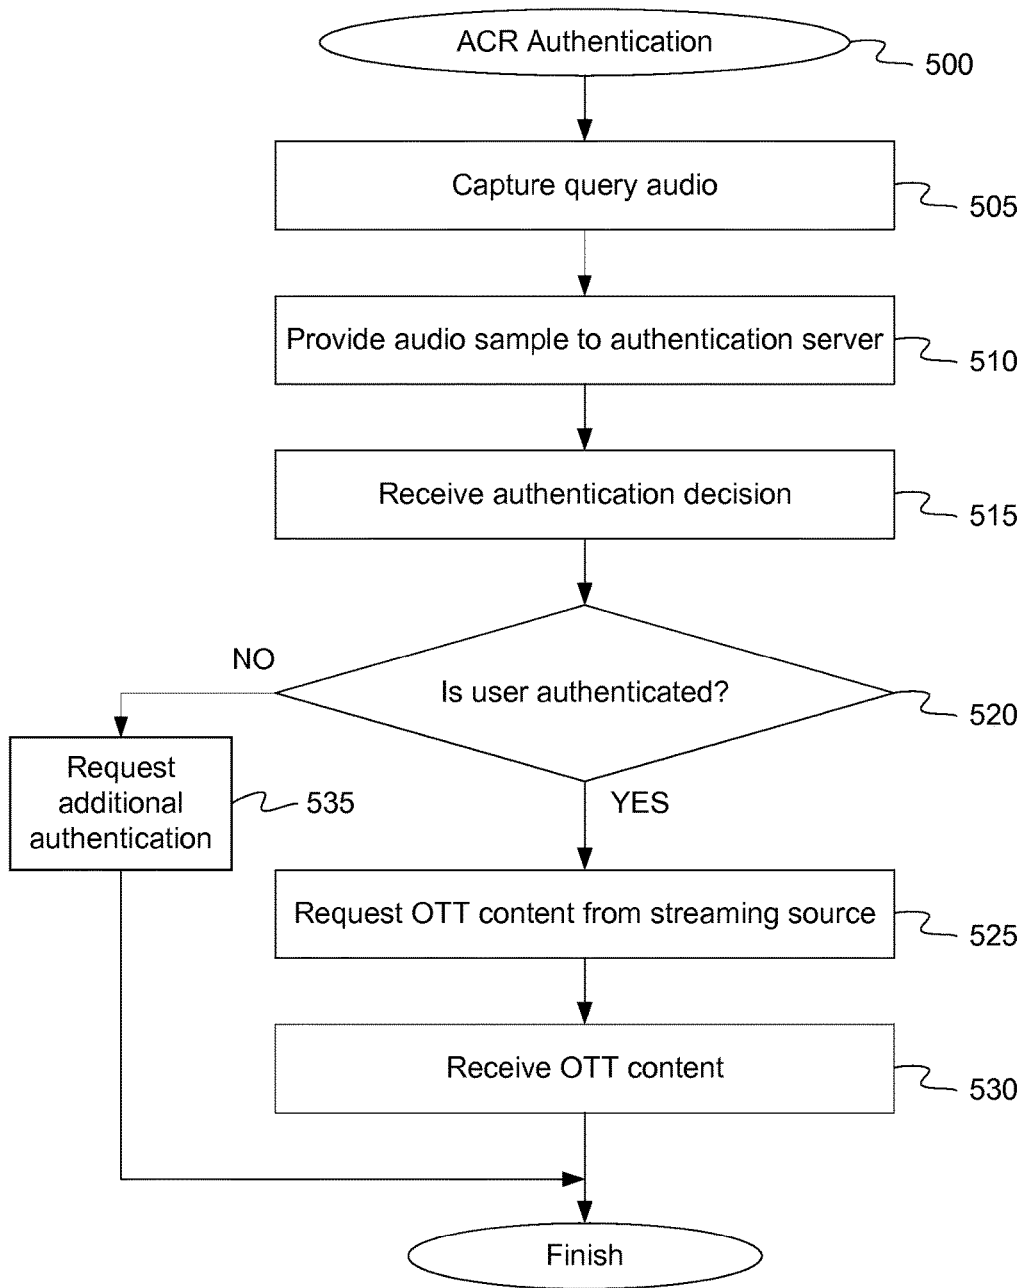 ACR Authentication
500
Capture query audio
505
Provide audio sample to authentication server
510
Receive authentication decision
515
NO
Is user authenticated?
520
Request
additional
authentication
535
YES
Request OTT content from streaming source
525
Receive OTT content
530
Finish